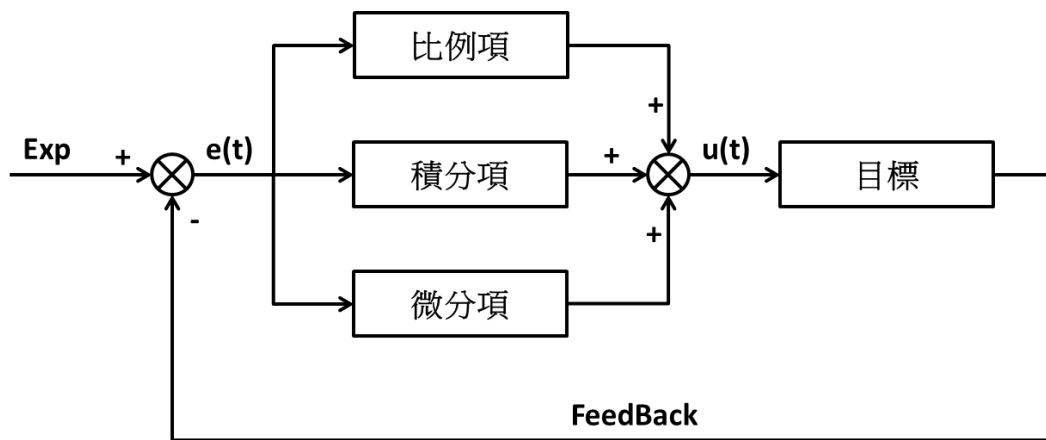 比例項
+
Exp
+
e(t)
積分項
+
u(t)
目標
-
+
微分項
FeedBack